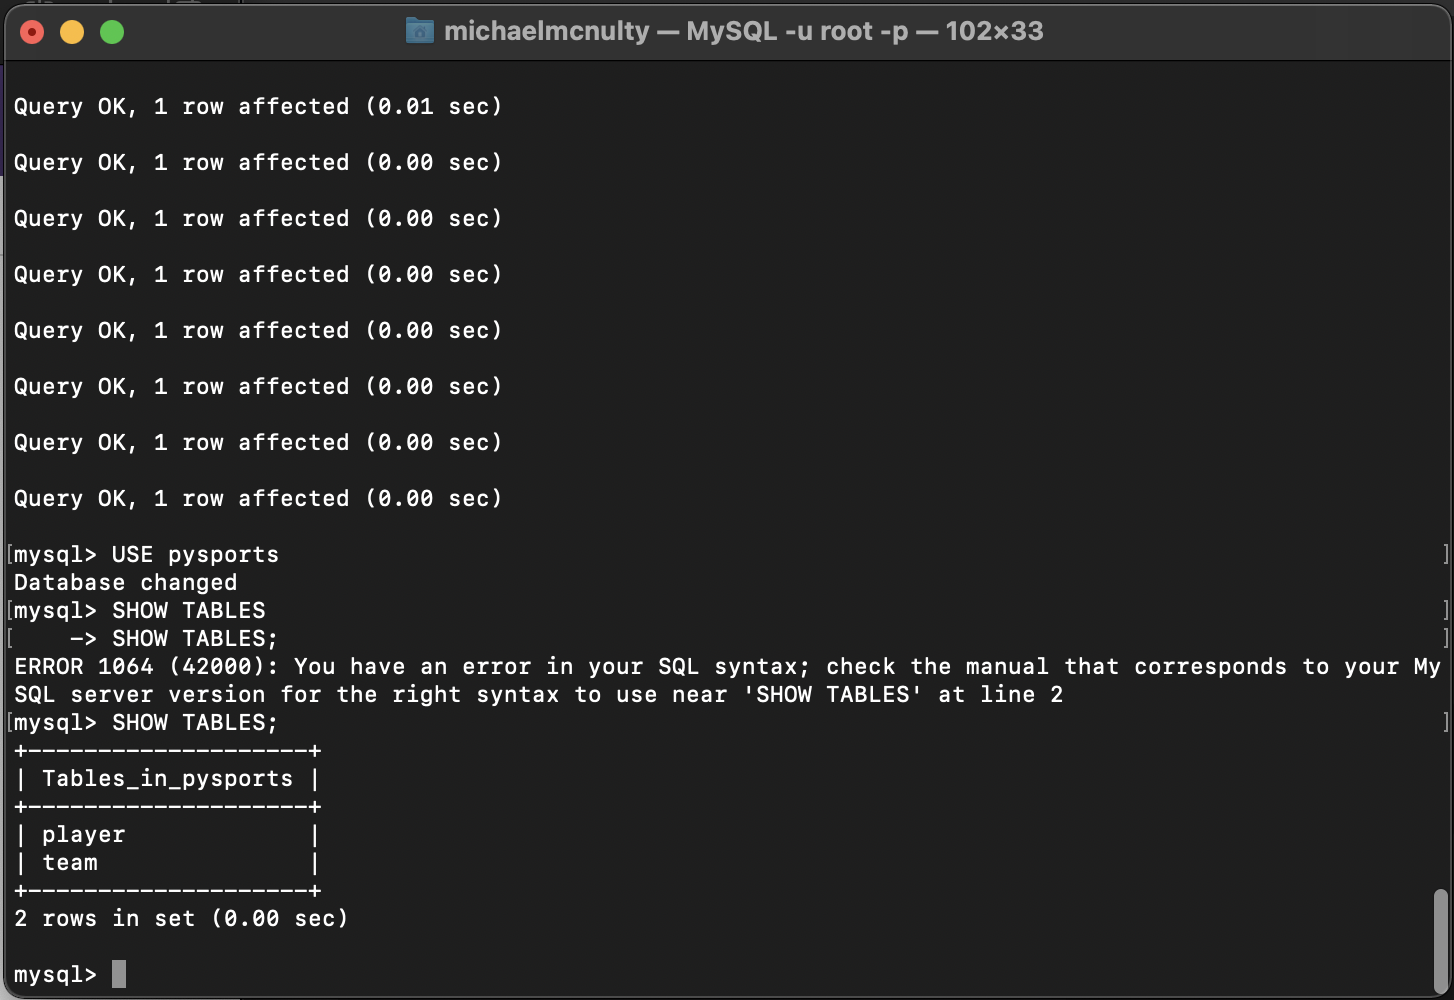 michaelmcnulty — MySQL -u root -p — 102×33
Query OK, 1 row affected (0.01 sec)
Query OK, 1 row affected (0.00 sec)
Query OK, 1 row affected (0.00 sec)
Query OK, 1 row affected (0.00 sec)
Query OK, 1 row affected (0.00 sec)
Query OK, 1 row affected (0.00 sec)
Query OK, 1 row affected (0.00 sec)
Query OK, 1 row affected (0.00 sec)
[mysql> USE pysports ]
Database changed
[mysql> SHOW TABLES ]
[    -> SHOW TABLES; ]
ERROR 1064 (42000): You have an error in your SQL syntax; check the manual that corresponds to your My
SQL server version for the right syntax to use near 'SHOW TABLES' at line 2
[mysql> SHOW TABLES; ]
+--------------------+
| Tables_in_pysports |
+--------------------+
| player             |
| team               |
+--------------------+
2 rows in set (0.00 sec)
mysql>